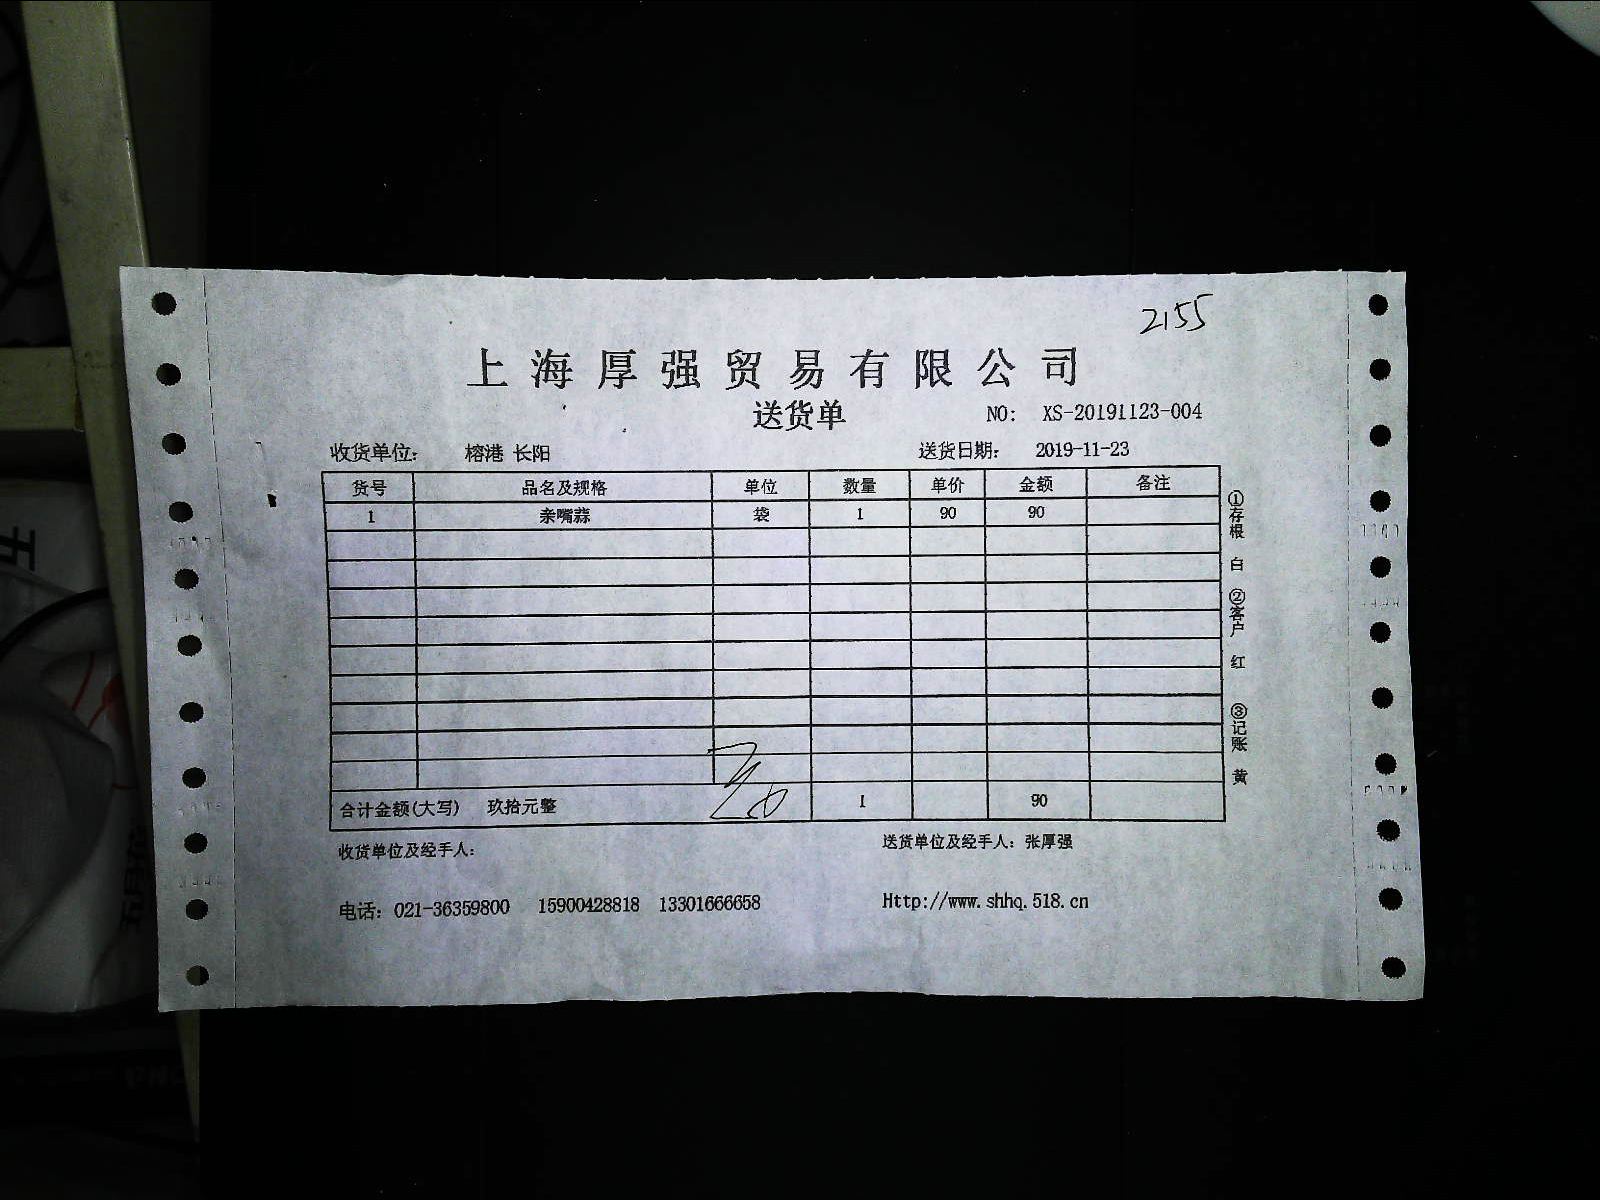 2155
上海厚强贸易有限公司
送货单 NO: XS-20191123-004
收货单位: 榕港 长阳 送货日期: 2019-11-23
货号 品名及规格 单位 数量 单价 金额 备注
1 亲嘴蒜 袋 1 90 90
合计金额(大写) 玖拾元整 1 90
收货单位及经手人: 送货单位及经手人: 张厚强
电话: 021-36359800 15900428818 13301666658 Http://www.shhq.518.cn
①存根 白 ②客户 红 ③记账 黄